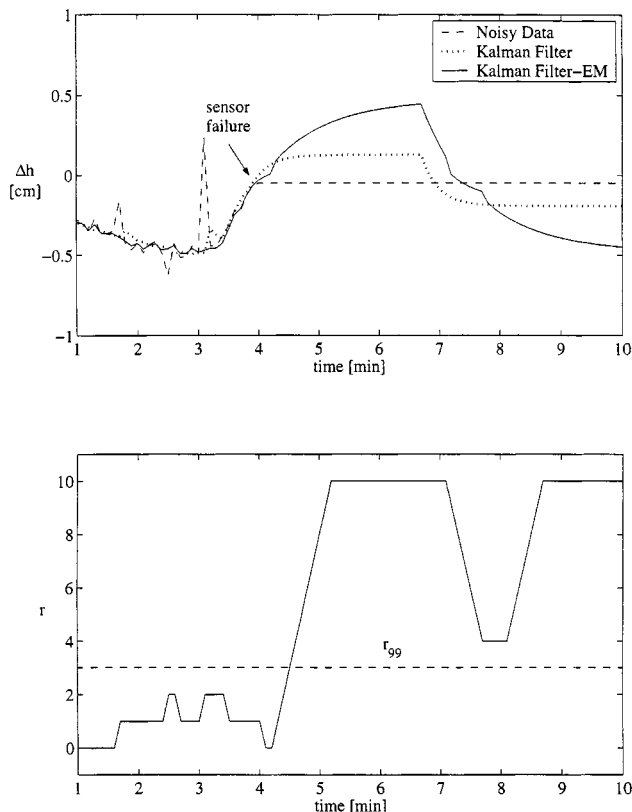 1
0.5
0
−0.5
−1
Δh
[cm]
Noisy Data
Kalman Filter
Kalman Filter−EM
sensor
failure
1 2 3 4 5 6 7 8 9 10
time [min]
10
8
6
4
2
0
r
r99
1 2 3 4 5 6 7 8 9 10
time [min]